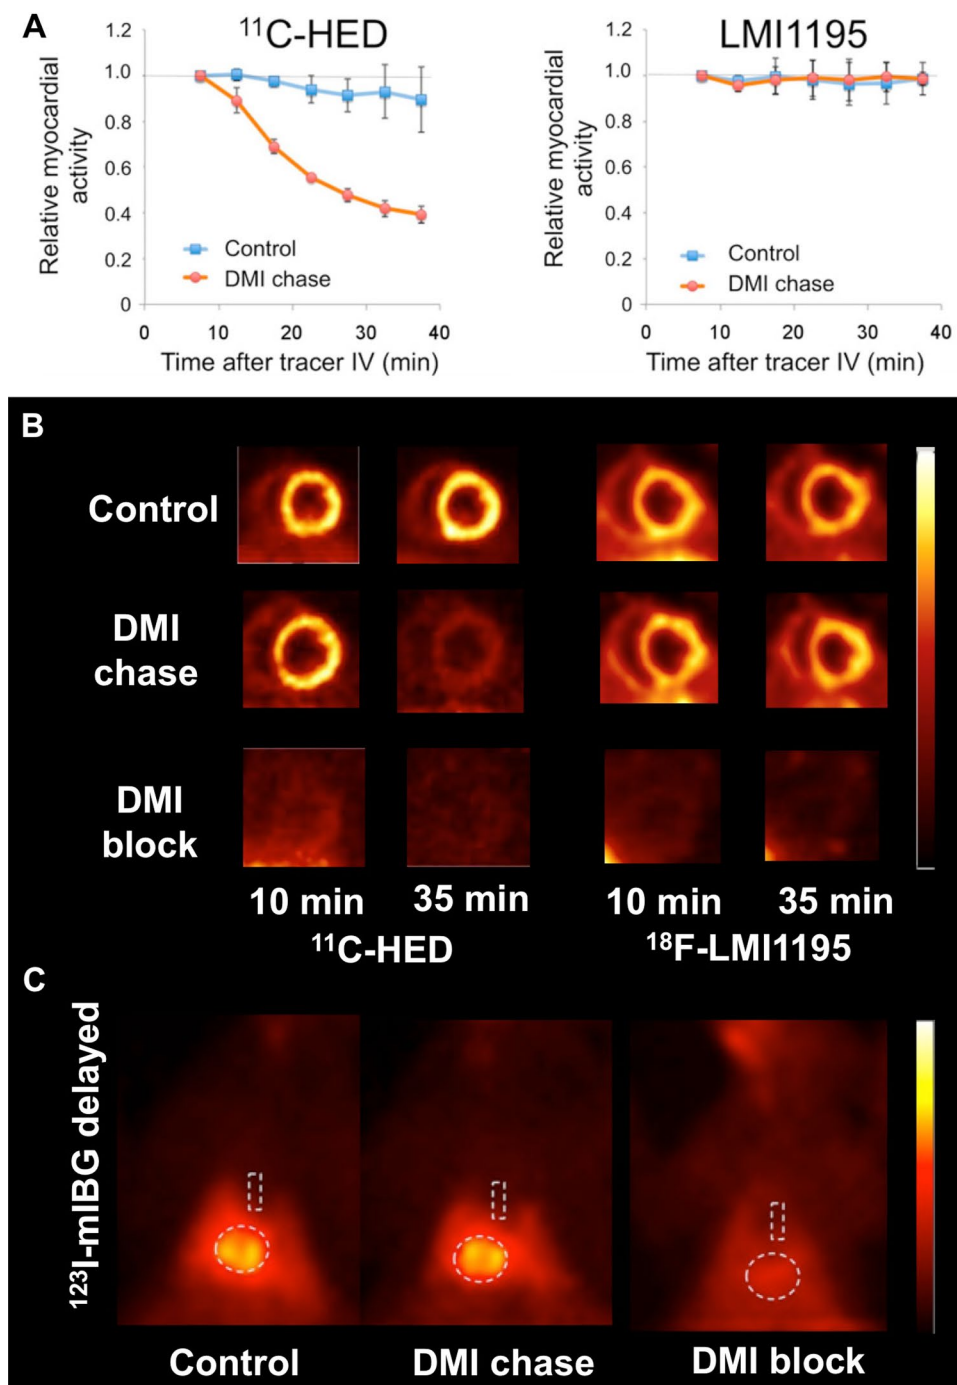 A
¹¹C-HED
LMI1195
Relative myocardial
activity
1.2
1.0
0.8
0.6
0.4
0.2
0
0
10
20
30
40
Control
DMI chase
Time after tracer IV (min)
Relative myocardial
activity
1.2
1.0
0.8
0.6
0.4
0.2
0
0
10
20
30
40
Control
DMI chase
Time after tracer IV (min)
B
Control
DMI
chase
DMI
block
10 min
35 min
10 min
35 min
¹¹C-HED
¹⁸F-LMI1195
C
¹²³I-mIBG delayed
Control
DMI chase
DMI block